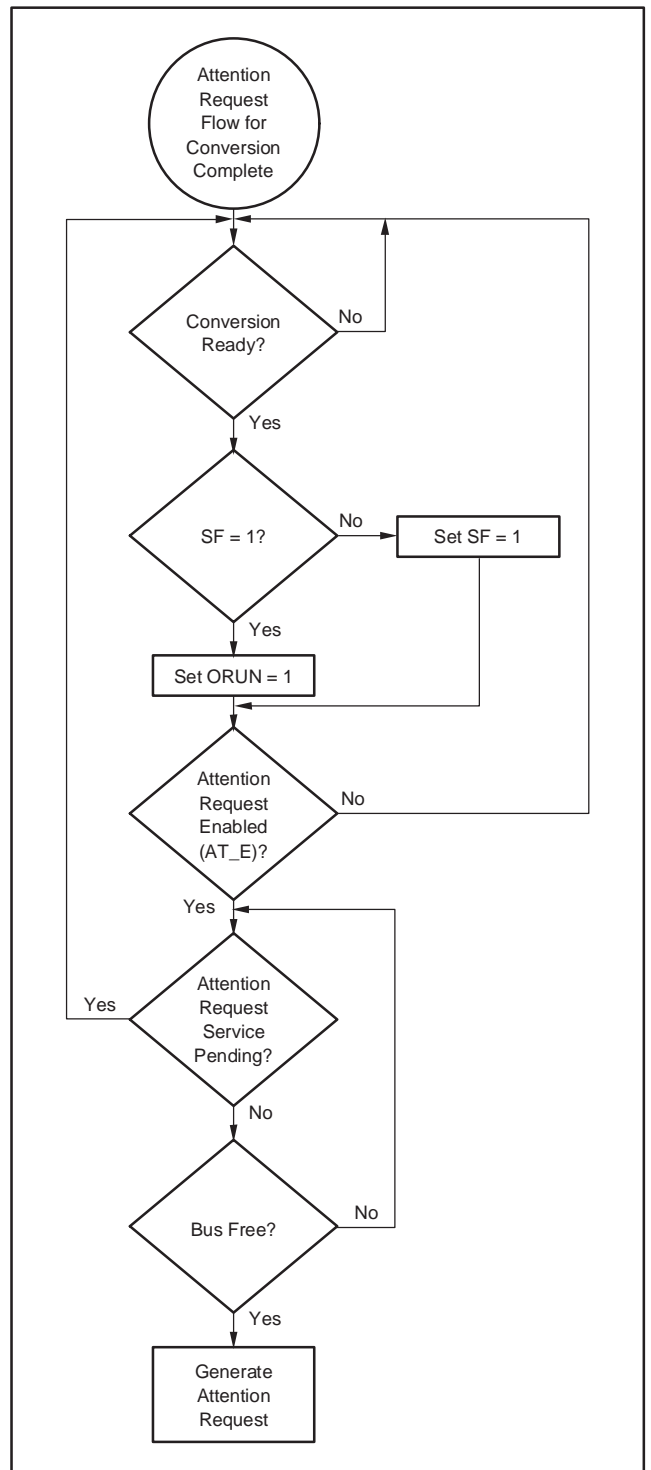 Attention
Request
Flow for
Conversion
Complete
Conversion
Ready?
No
Yes
SF = 1?
No
Set SF = 1
Yes
Set ORUN = 1
Attention
Request
Enabled
(AT_E)?
No
Yes
Attention
Request
Service
Pending?
Yes
No
Bus Free?
No
Yes
Generate
Attention
Request